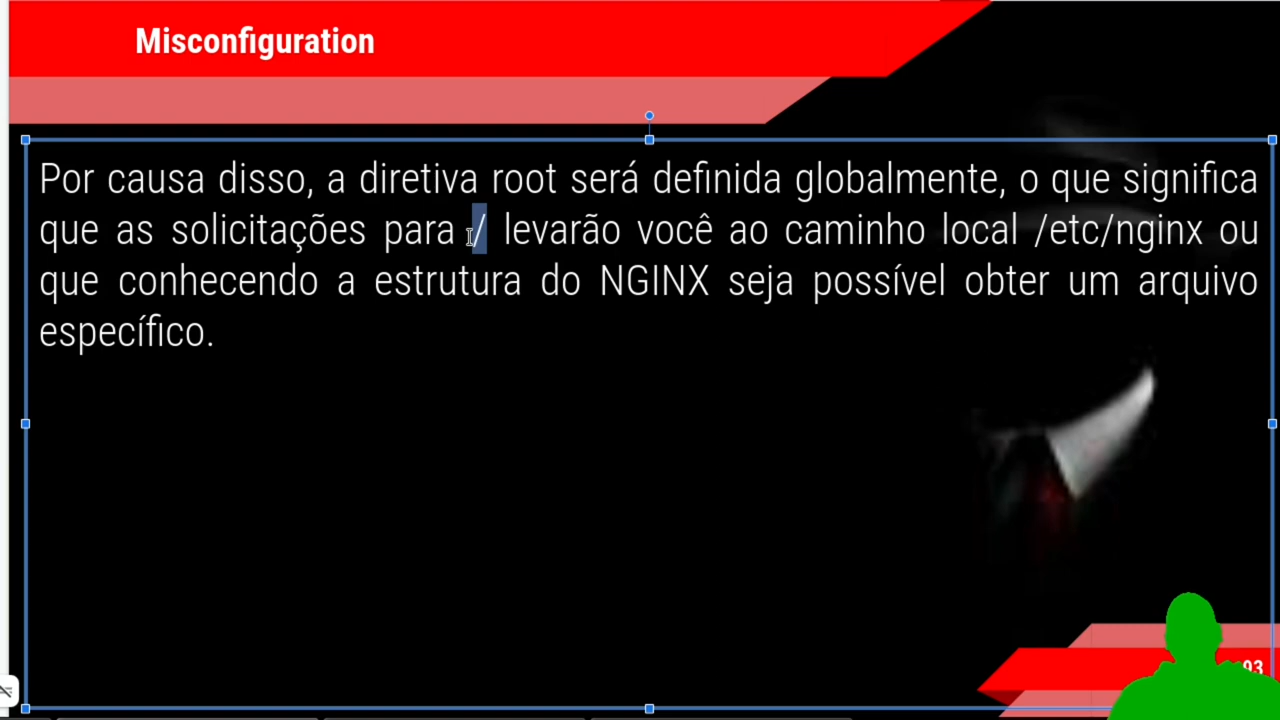 Misconfiguration
Por causa disso, a diretiva root será definida globalmente, o que significa
que as solicitações para / levarão você ao caminho local /etc/nginx ou
que conhecendo a estrutura do NGINX seja possível obter um arquivo
específico.
93